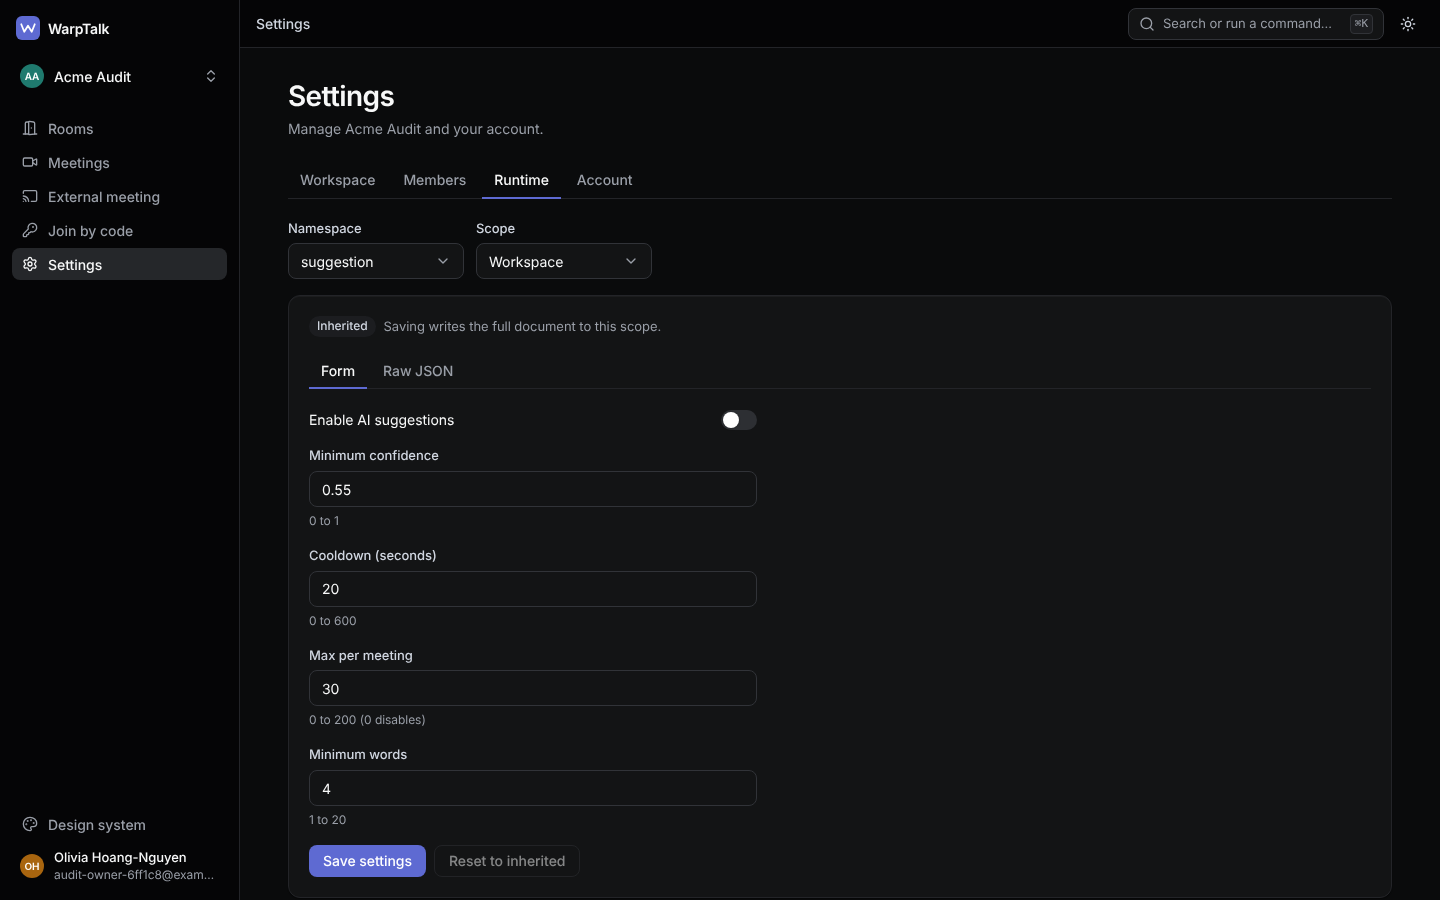 WarpTalk
AA Acme Audit
Rooms
Meetings
External meeting
Join by code
Settings
Design system
OH Olivia Hoang-Nguyen
audit-owner-6ff1c8@exam...
Settings
Search or run a command... ⌘K
Settings
Manage Acme Audit and your account.
Workspace Members Runtime Account
Namespace Scope
suggestion Workspace
Inherited Saving writes the full document to this scope.
Form Raw JSON
Enable AI suggestions
Minimum confidence
0.55
0 to 1
Cooldown (seconds)
20
0 to 600
Max per meeting
30
0 to 200 (0 disables)
Minimum words
4
1 to 20
Save settings Reset to inherited